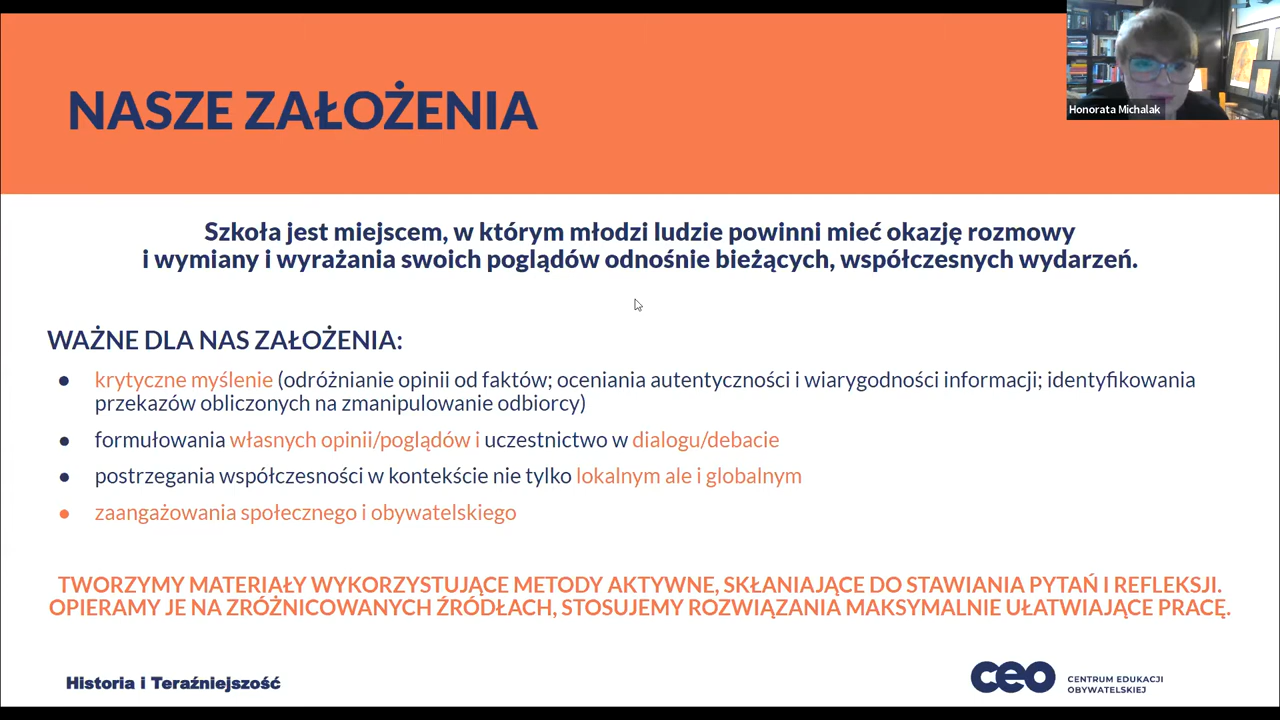 NASZE ZAŁOŻENIA
Honorata Michalak
Szkoła jest miejscem, w którym młodzi ludzie powinni mieć okazję rozmowy
i wymiany i wyrażania swoich poglądów odnośnie bieżących, współczesnych wydarzeń.
WAŻNE DLA NAS ZAŁOŻENIA:
● krytyczne myślenie (odróżnianie opinii od faktów; oceniania autentyczności i wiarygodności informacji; identyfikowania
przekazów obliczonych na zmanipulowanie odbiorcy)
● formułowania własnych opinii/poglądów i uczestnictwo w dialogu/debacie
● postrzegania współczesności w kontekście nie tylko lokalnym ale i globalnym
● zaangażowania społecznego i obywatelskiego
TWORZYMY MATERIAŁY WYKORZYSTUJĄCE METODY AKTYWNE, SKŁANIAJĄCE DO STAWIANIA PYTAŃ I REFLEKSJI.
OPIERAMY JE NA ZRÓŻNICOWANYCH ŹRÓDŁACH, STOSUJEMY ROZWIĄZANIA MAKSYMALNIE UŁATWIAJĄCE PRACĘ.
Historia i Teraźniejszość
ceo
CENTRUM EDUKACJI
OBYWATELSKIEJ